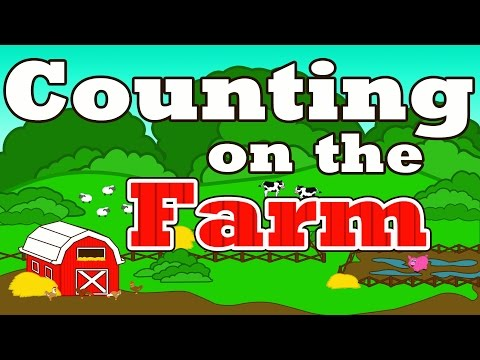 Counting
on the
Farm